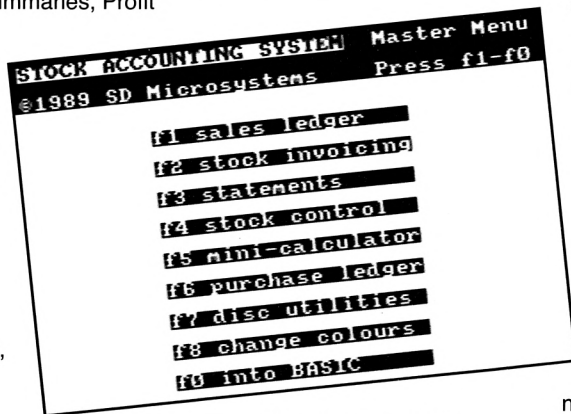 mmaries, Profit
STOCK ACCOUNTING SYSTEM Master Menu
©1989 SD Microsystems Press f1-f0
f1 sales ledger
f2 stock invoicing
f3 statements
f4 stock control
f5 mini-calculator
f6 purchase ledger
f7 disc utilities
f8 change colours
f0 into BASIC
,
n